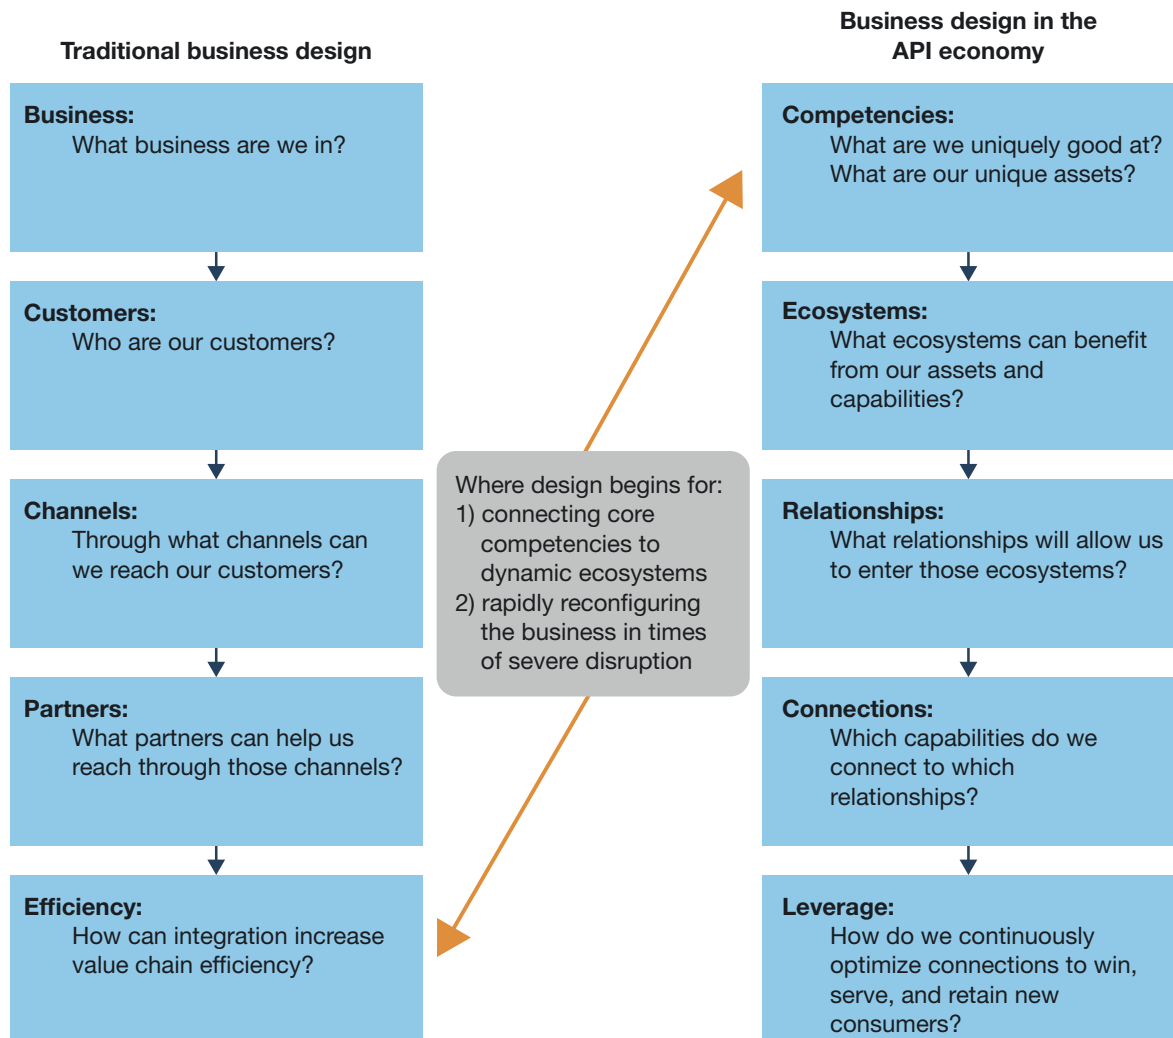 Traditional business design
Business:
What business are we in?
Customers:
Who are our customers?
Channels:
Through what channels can
we reach our customers?
Partners:
What partners can help us
reach through those channels?
Efficiency:
How can integration increase
value chain efficiency?
Where design begins for:
1) connecting core
competencies to
dynamic ecosystems
2) rapidly reconfiguring
the business in times
of severe disruption
Business design in the
API economy
Competencies:
What are we uniquely good at?
What are our unique assets?
Ecosystems:
What ecosystems can benefit
from our assets and
capabilities?
Relationships:
What relationships will allow us
to enter those ecosystems?
Connections:
Which capabilities do we
connect to which
relationships?
Leverage:
How do we continuously
optimize connections to win,
serve, and retain new
consumers?